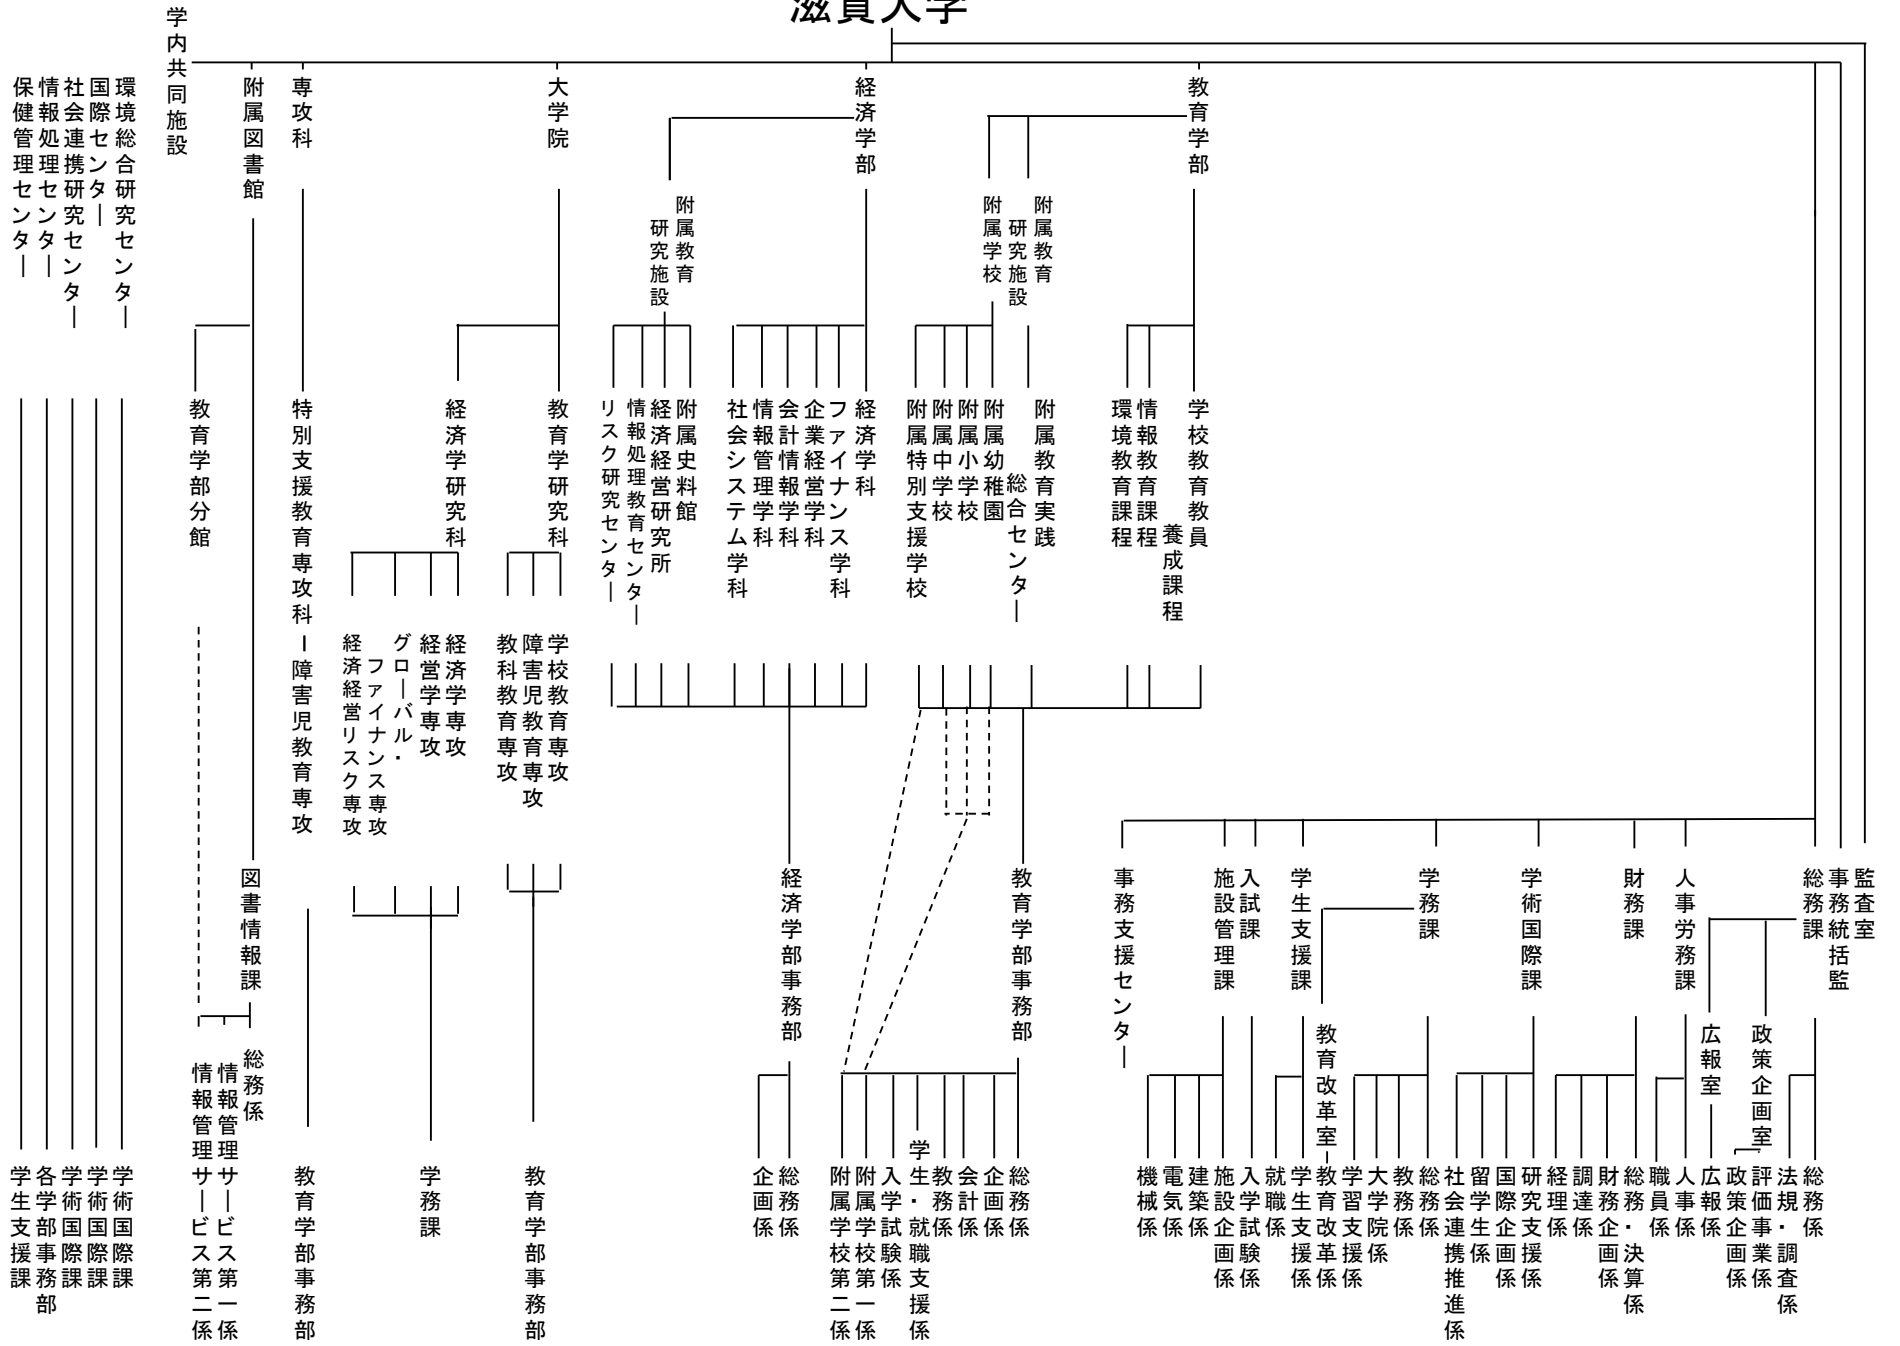 滋賀大学
監査室
事務統括監
総務課
総務係
法規・調査係
政策企画室
評価事業係
政策企画係
広報室
広報係
人事労務課
人事係
職員係
財務課
総務・決算係
財務企画係
調達係
経理係
学術国際課
研究支援係
国際企画係
留学生係
社会連携推進係
学務課
総務係
教務係
大学院係
学習支援係
教育改革室
教育改革係
学生支援課
学生支援係
就職係
入試課
入学試験係
施設管理課
施設企画係
建築係
電気係
機械係
事務支援センター
教育学部
学校教育教員
養成課程
情報教育課程
環境教育課程
附属教育
研究施設
附属教育実践
総合センター
附属学校
附属幼稚園
附属小学校
附属中学校
附属特別支援学校
教育学部事務部
総務係
企画係
会計係
教務係
学生・就職支援係
入学試験係
附属学校第一係
附属学校第二係
経済学部
経済学科
ファイナンス学科
企業経営学科
会計情報学科
情報管理学科
社会システム学科
附属教育
研究施設
附属史料館
経済経営研究所
情報処理教育センター
リスク研究センター
経済学部事務部
総務係
企画係
大学院
教育学研究科
学校教育専攻
障害児教育専攻
教科教育専攻
教育学部事務部
経済学研究科
経済学専攻
経営学専攻
グローバル・
ファイナンス専攻
経済経営リスク専攻
学務課
専攻科
特別支援教育専攻科ー障害児教育専攻
教育学部事務部
附属図書館
教育学部分館
図書情報課
総務係
情報管理サービス第一係
情報管理サービス第二係
学内共同施設
環境総合研究センター
国際センター
社会連携研究センター
情報処理センター
保健管理センター
学術国際課
学術国際課
学術国際課
各学部事務部
学生支援課